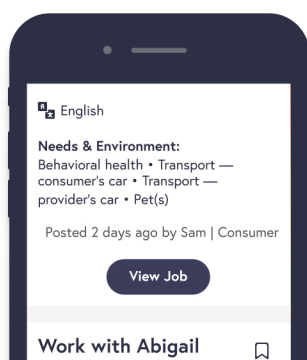 English
Needs & Environment:
Behavioral health • Transport —
consumer's car • Transport —
provider's car • Pet(s)
Posted 2 days ago by Sam | Consumer
View Job
Work with Abigail